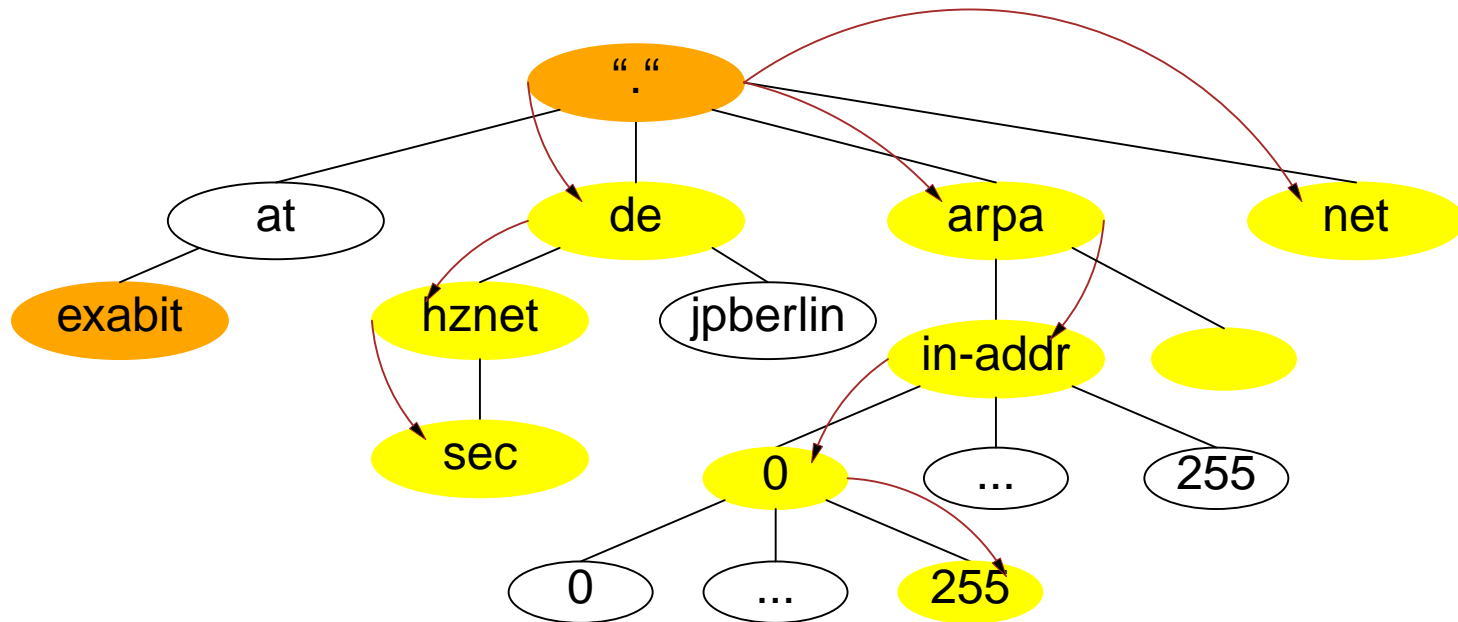 “.“
at
de
arpa
net
exabit
hznet
jpberlin
in-addr
sec
0
...
255
0
...
255